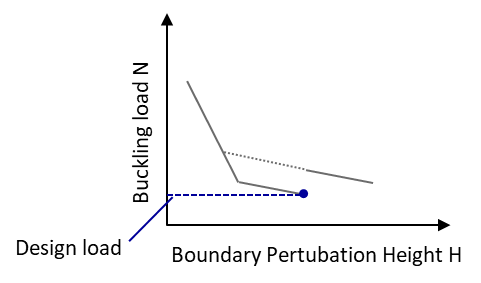 Buckling load N
Design load
Boundary Pertubation Height H